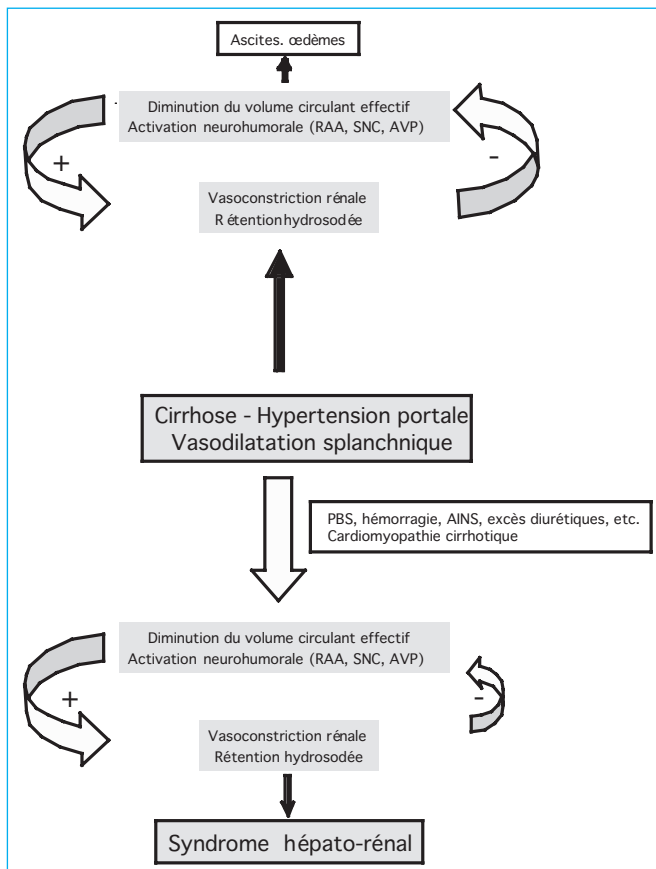 Ascites. œdèmes
Diminution du volume circulant effectif
Activation neurohumorale (RAA, SNC, AVP)
+
-
Vasoconstriction rénale
Rétention hydrosodée
Cirrhose - Hypertension portale
Vasodilatation splanchnique
PBS, hémorragie, AINS, excès diurétiques, etc.
Cardiomyopathie cirrhotique
Diminution du volume circulant effectif
Activation neurohumorale (RAA, SNC, AVP)
+
-
Vasoconstriction rénale
Rétention hydrosodée
Syndrome hépato-rénal